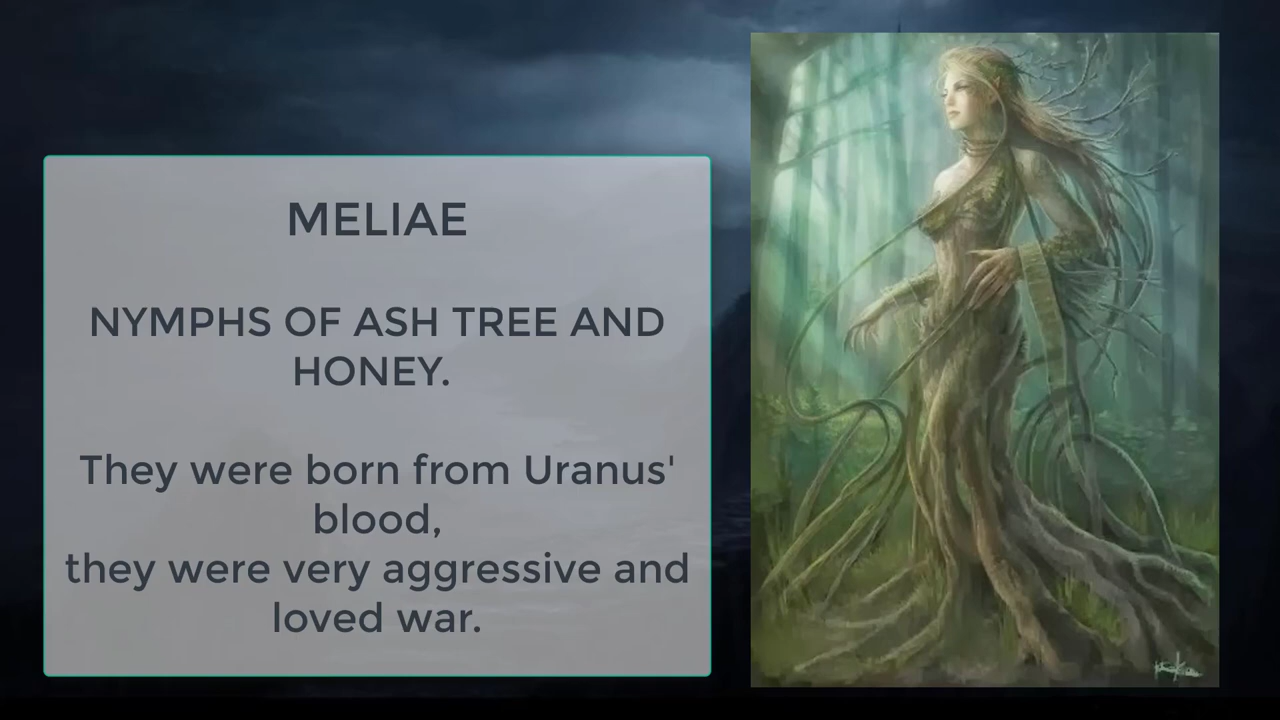 MELIAE
NYMPHS OF ASH TREE AND
HONEY.
They were born from Uranus'
blood,
they were very aggressive and
loved war.